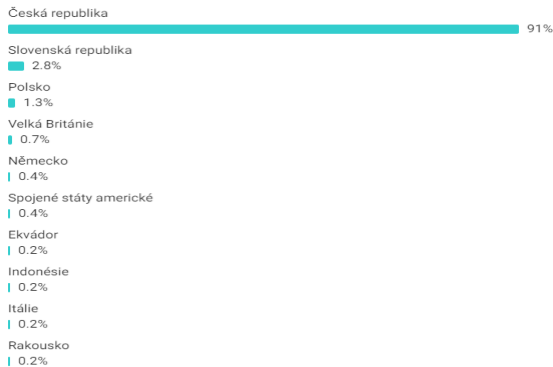 Česká republika
91%
Slovenská republika
2.8%
Polsko
1.3%
Velká Británie
0.7%
Německo
0.4%
Spojené státy americké
0.4%
Ekvádor
0.2%
Indonésie
0.2%
Itálie
0.2%
Rakousko
0.2%